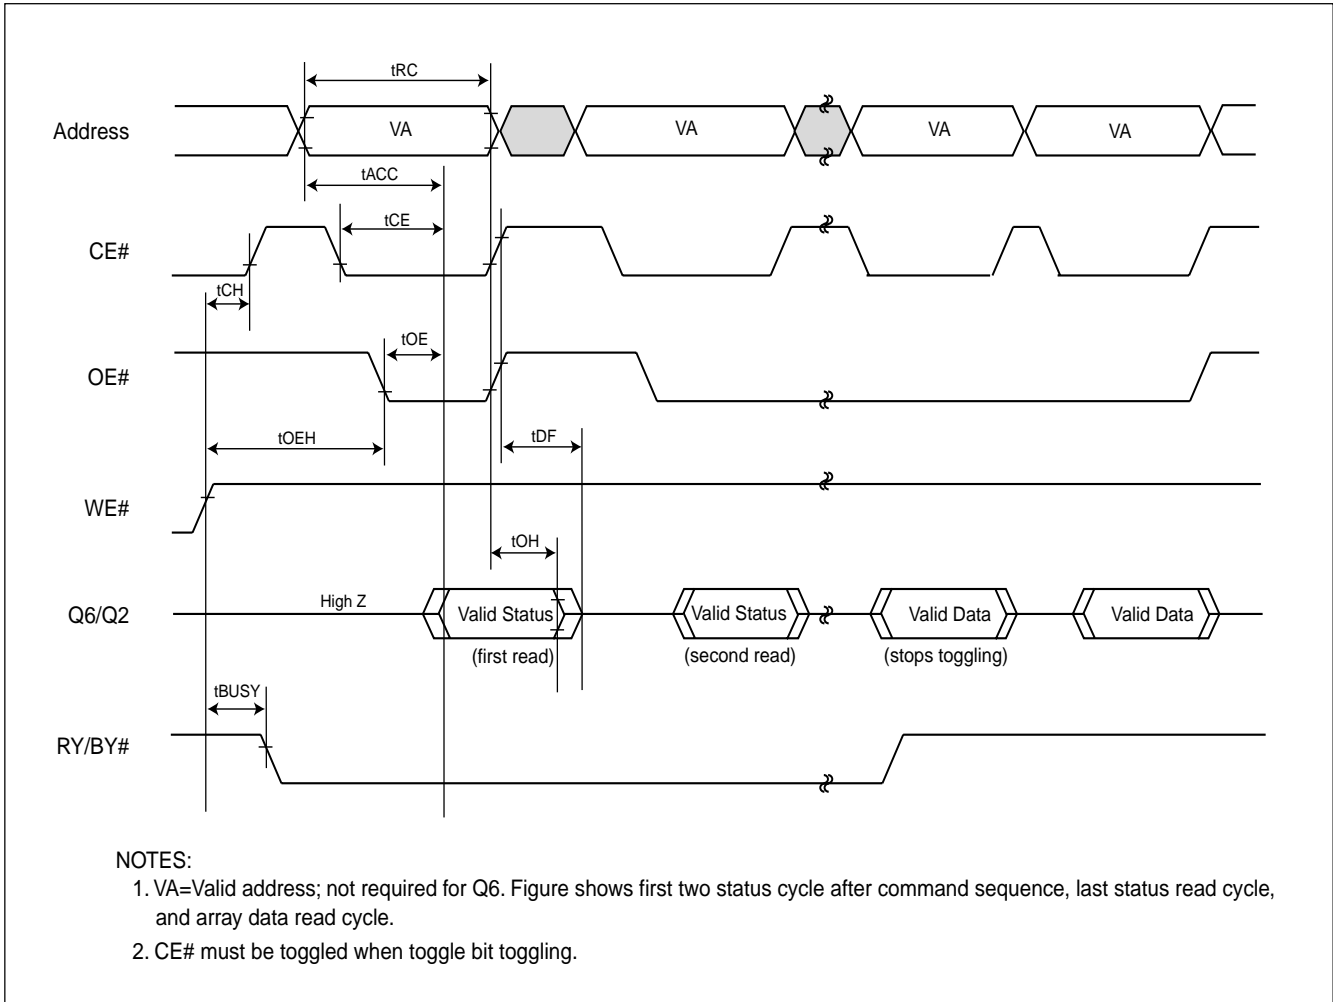 tRC
Address
VA
VA
VA
VA
tACC
tCE
CE#
tCH
tOE
OE#
tOEH
tDF
WE#
tOH
Q6/Q2
High Z
Valid Status
Valid Status
Valid Data
Valid Data
(first read)
(second read)
(stops toggling)
tBUSY
RY/BY#
NOTES:
1. VA=Valid address; not required for Q6. Figure shows first two status cycle after command sequence, last status read cycle,
and array data read cycle.
2. CE# must be toggled when toggle bit toggling.